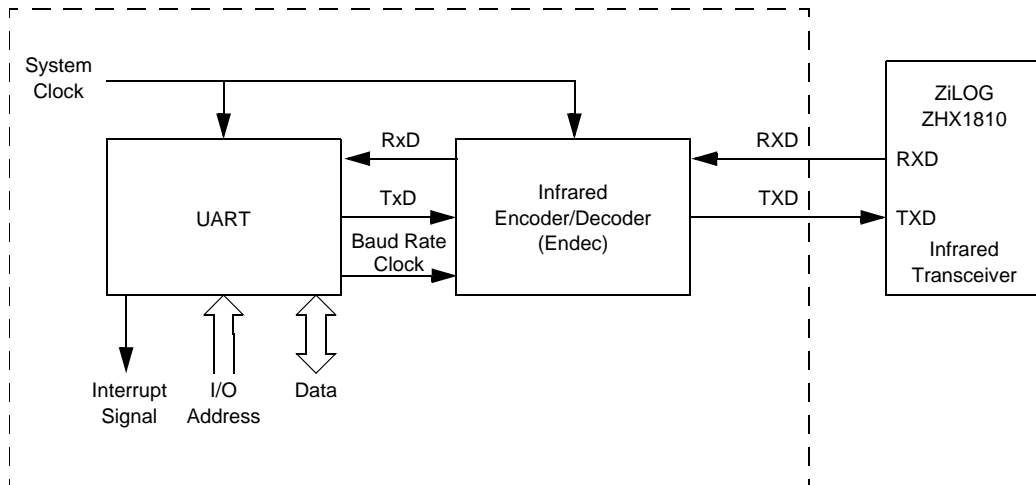 System
Clock
ZiLOG
ZHX1810
RxD
RXD
RXD
Infrared
Encoder/Decoder
(Endec)
UART
TxD
TXD
TXD
Baud Rate
Clock
Infrared
Transceiver
Interrupt
Signal
I/O
Address
Data